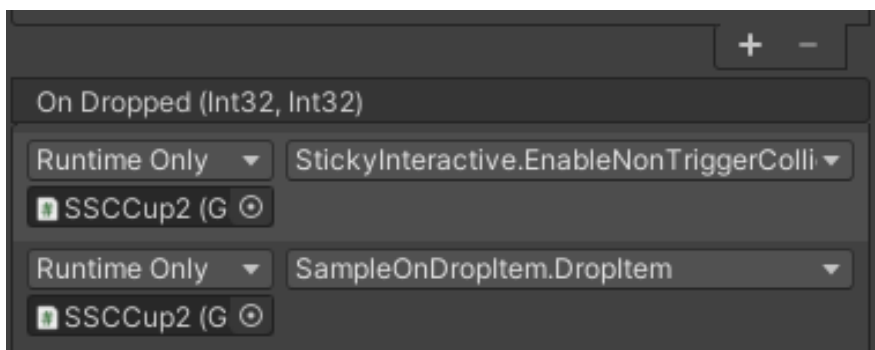 On Dropped (Int32, Int32)
Runtime Only StickyInteractive.EnableNonTriggerColli
SSCCup2 (G
Runtime Only SampleOnDropItem.DropItem
SSCCup2 (G